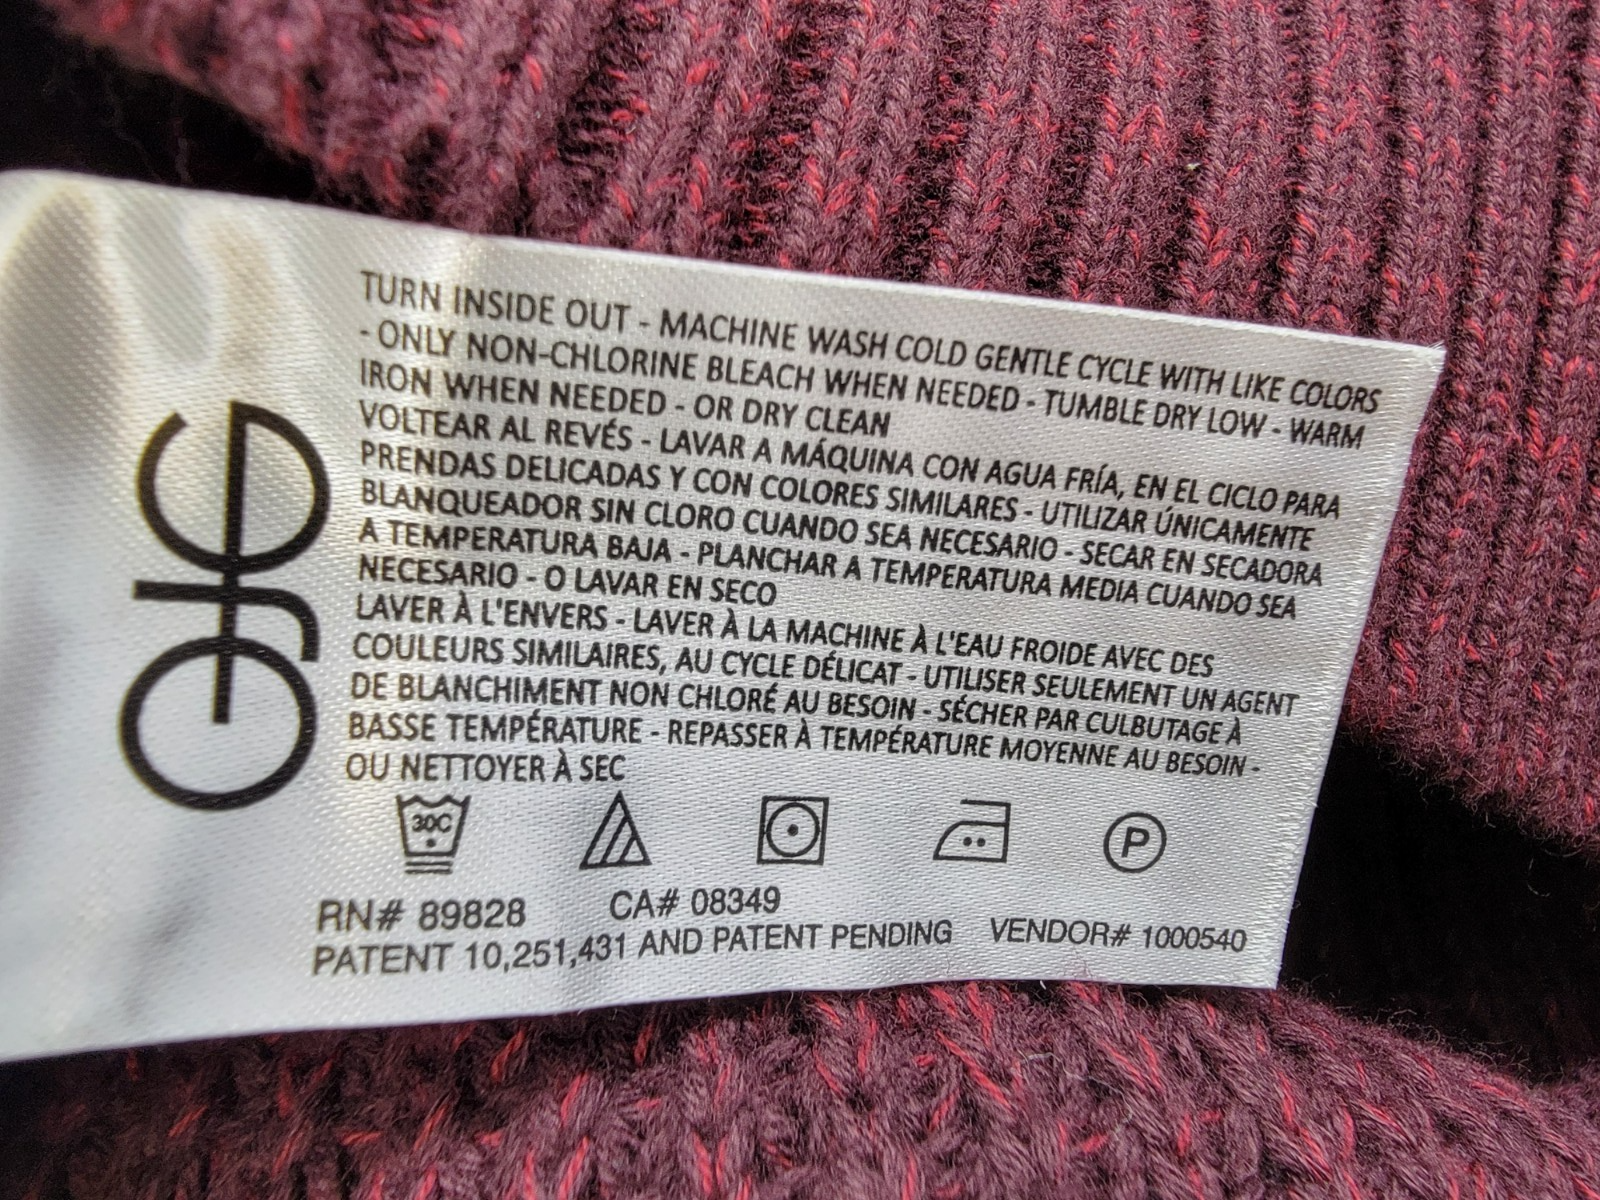 TURN INSIDE OUT - MACHINE WASH COLD GENTLE CYCLE WITH LIKE COLORS
- ONLY NON-CHLORINE BLEACH WHEN NEEDED - TUMBLE DRY LOW - WARM
IRON WHEN NEEDED - OR DRY CLEAN
VOLTEAR AL REVÉS - LAVAR A MÁQUINA CON AGUA FRÍA, EN EL CICLO PARA
PRENDAS DELICADAS Y CON COLORES SIMILARES - UTILIZAR ÚNICAMENTE
BLANQUEADOR SIN CLORO CUANDO SEA NECESARIO - SECAR EN SECADORA
A TEMPERATURA BAJA - PLANCHAR A TEMPERATURA MEDIA CUANDO SEA
NECESARIO - O LAVAR EN SECO
LAVER À L'ENVERS - LAVER À LA MACHINE À L'EAU FROIDE AVEC DES
COULEURS SIMILAIRES, AU CYCLE DÉLICAT - UTILISER SEULEMENT UN AGENT
DE BLANCHIMENT NON CHLORÉ AU BESOIN - SÉCHER PAR CULBUTAGE À
BASSE TEMPÉRATURE - REPASSER À TEMPÉRATURE MOYENNE AU BESOIN -
OU NETTOYER À SEC
30C P
RN# 89828 CA# 08349
PATENT 10,251,431 AND PATENT PENDING VENDOR# 1000540